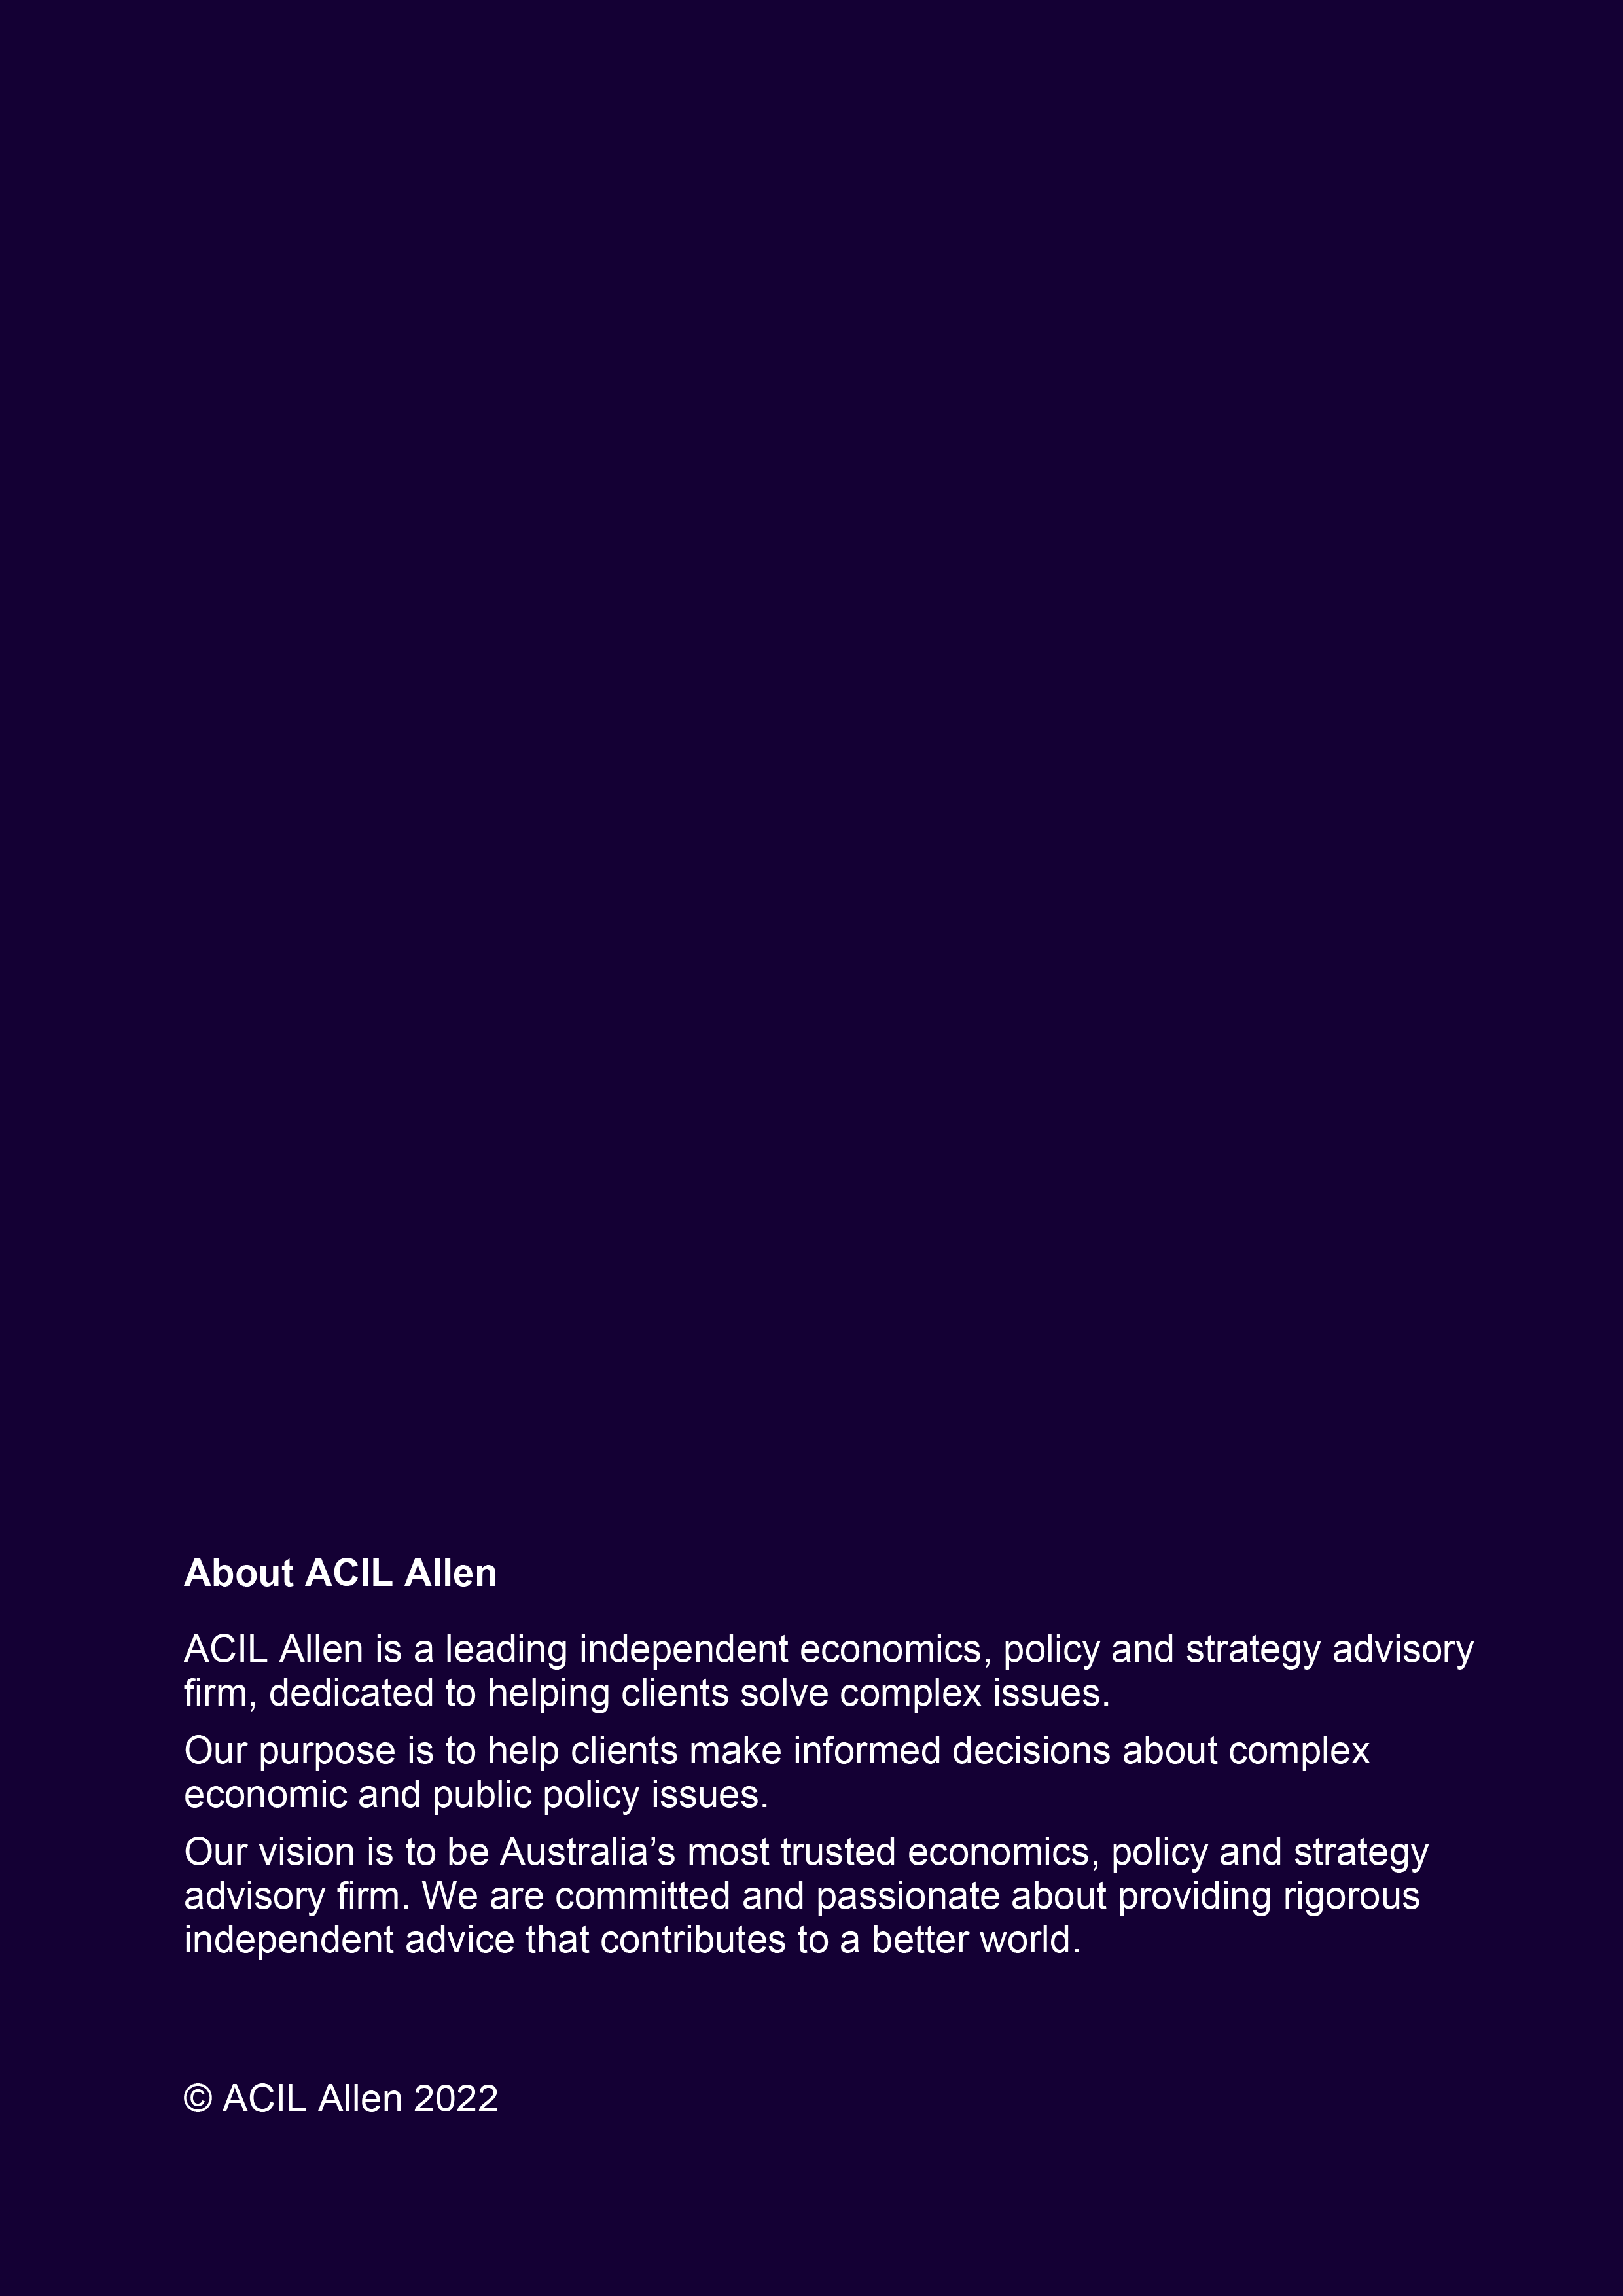 About ACIL Allen
ACIL Allen is a leading independent economics, policy and strategy advisory
firm, dedicated to helping clients solve complex issues.
Our purpose is to help clients make informed decisions about complex
economic and public policy issues.
Our vision is to be Australia’s most trusted economics, policy and strategy
advisory firm. We are committed and passionate about providing rigorous
independent advice that contributes to a better world.
© ACIL Allen 2022